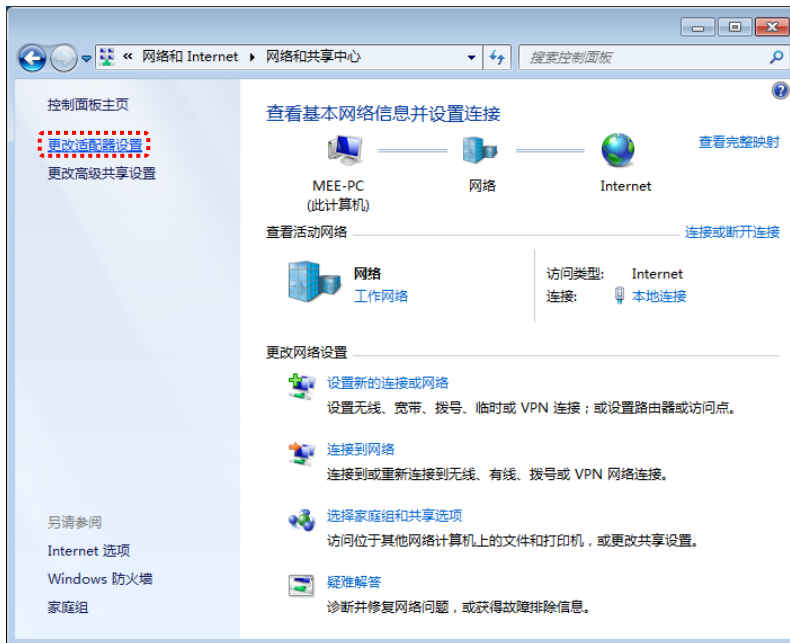 « 网络和 Internet 网络和共享中心 搜索控制面板
控制面板主页
更改适配器设置
更改高级共享设置
查看基本网络信息并设置连接
查看完整映射
MEE-PC
(此计算机)
网络
Internet
查看活动网络
连接或断开连接
网络
工作网络
访问类型: Internet
连接: 本地连接
更改网络设置
设置新的连接或网络
设置无线、宽带、拨号、临时或 VPN 连接；或设置路由器或访问点。
连接到网络
连接到或重新连接到无线、有线、拨号或 VPN 网络连接。
选择家庭组和共享选项
访问位于其他网络计算机上的文件和打印机，或更改共享设置。
疑难解答
诊断并修复网络问题，或获得故障排除信息。
另请参阅
Internet 选项
Windows 防火墙
家庭组